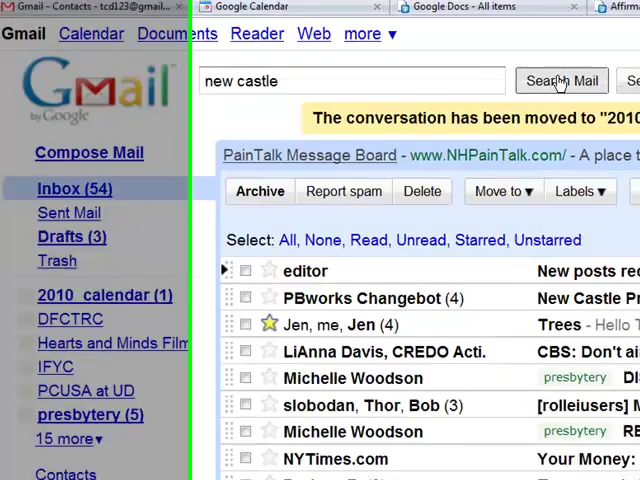 Gmail - Contacts - tcd123@gmail...
Google Calendar
Google Docs - All items
Affirma
Gmail Calendar Documents Reader Web more ▼
Gmail
by Google
new castle
Search Mail
Se
The conversation has been moved to "2010
Compose Mail
PainTalk Message Board - www.NHPainTalk.com/ - A place t
Inbox (54)
Archive Report spam Delete Move to ▼ Labels ▼
Sent Mail
Drafts (3)
Select: All, None, Read, Unread, Starred, Unstarred
Trash
editor New posts rec
2010_calendar (1)
PBworks Changebot (4) New Castle Pr
DFCTRC
Jen, me, Jen (4) Trees - Hello T
Hearts and Minds Film
LiAnna Davis, CREDO Acti. CBS: Don't ai
IFYC
Michelle Woodson presbytery DI
PCUSA at UD
slobodan, Thor, Bob (3) [rolleiusers] M
presbytery (5)
Michelle Woodson presbytery RE
15 more▼
NYTimes.com Your Money:
Contacts